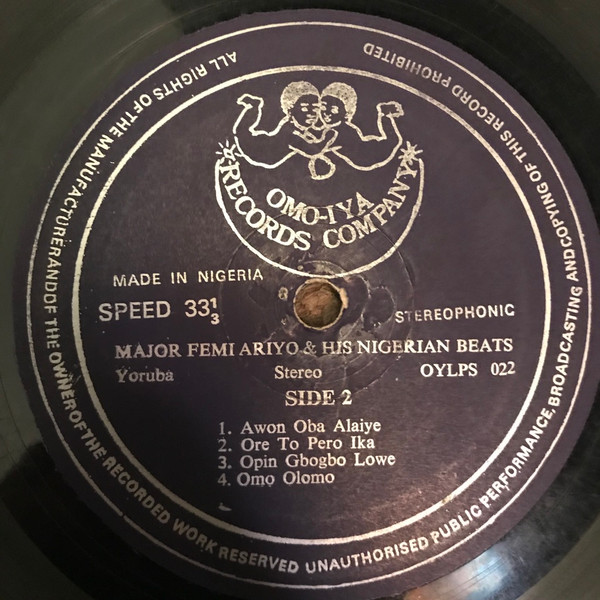 ALL RIGHTS OF THE MANUFACTURER AND OF THE OWNER OF THE RECORDED WORK RESERVED UNAUTHORISED PUBLIC PERFORMANCE, BROADCASTING AND COPYING OF THIS RECORD PROHIBITED
OMO-IYA
RECORDS COMPANY
MADE IN NIGERIA
SPEED 33⅓
STEREOPHONIC
MAJOR FEMI ARIYO & HIS NIGERIAN BEATS
Yoruba Stereo OYLPS 022
SIDE 2
1. Awon Oba Alaiye
2. Ore To Pero Ika
3. Opin Gbogbo Lowe
4. Omo Olomo